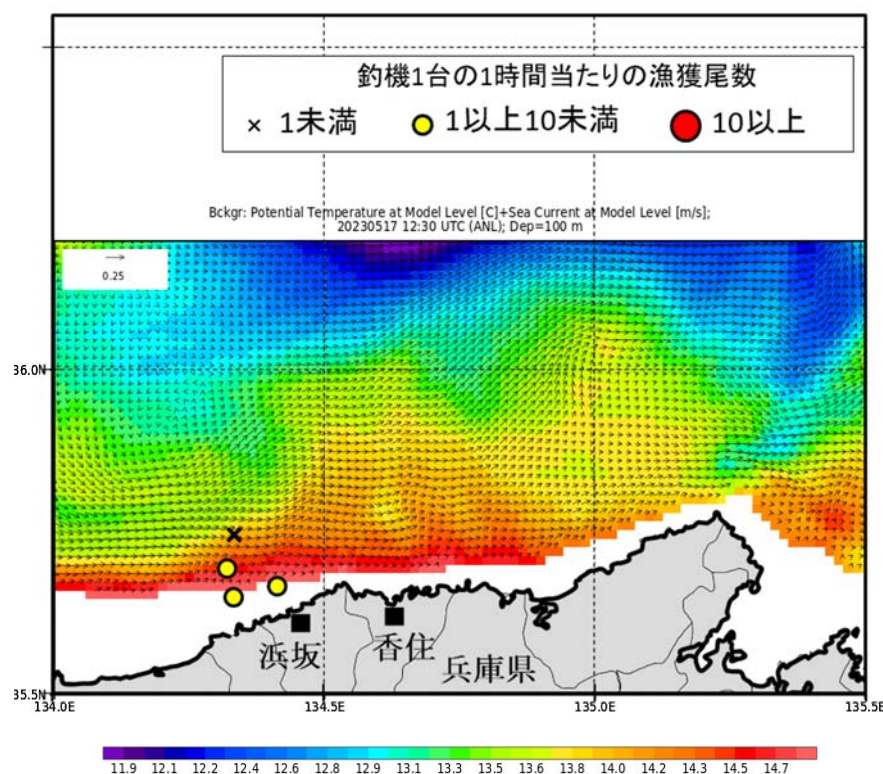 釣機1台の1時間当たりの漁獲尾数
× 1未満 1以上10未満 10以上
Bckgr: Potential Temperature at Model Level [C]+Sea Current at Model Level [m/s];
20230517 12:30 UTC (ANL); Dep=100 m
0.25
36.0N
浜坂
香住
兵庫県
35.5N
134.0E 134.5E 135.0E 135.5E
11.9 12.1 12.2 12.4 12.6 12.8 12.9 13.1 13.3 13.5 13.6 13.8 14.0 14.2 14.3 14.5 14.7